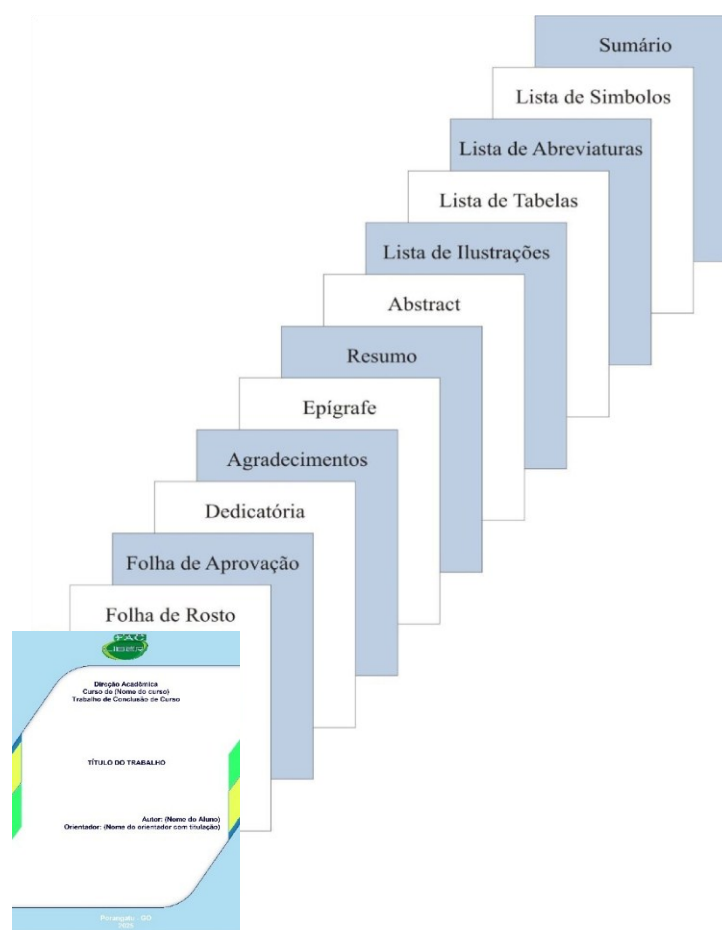 Sumário
Lista de Simbolos
Lista de Abreviaturas
Lista de Tabelas
Lista de Ilustrações
Abstract
Resumo
Epígrafe
Agradecimentos
Dedicatória
Folha de Aprovação
Folha de Rosto
Direção Acadêmica
Curso de (Nome do curso)
Trabalho de Conclusão de Curso
TÍTULO DO TRABALHO
Autor: (Nome do Aluno)
Orientador: (Nome do orientador com titulação)
Porangatu - GO